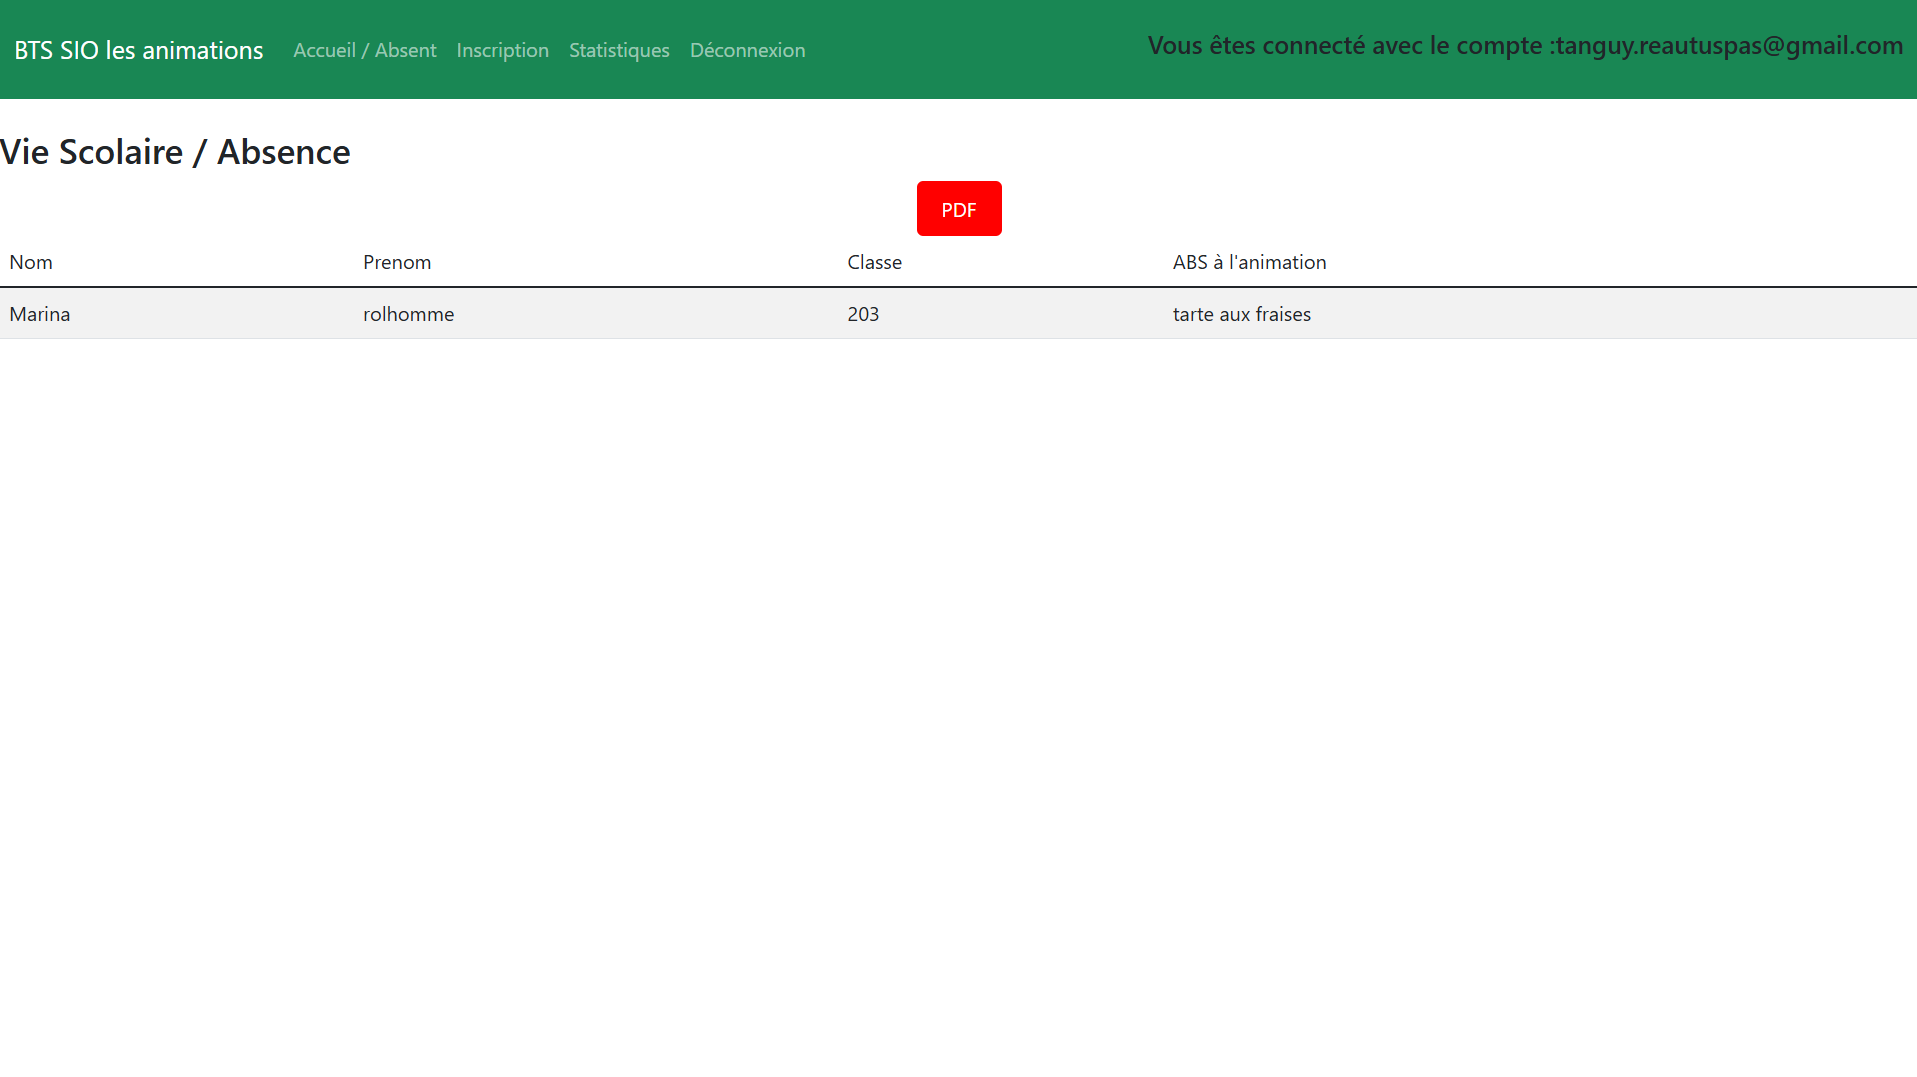 BTS SIO les animations Accueil / Absent Inscription Statistiques Déconnexion Vous êtes connecté avec le compte :tanguy.reautuspas@gmail.com
Vie Scolaire / Absence
PDF
Nom Prenom Classe ABS à l'animation
Marina rolhomme 203 tarte aux fraises